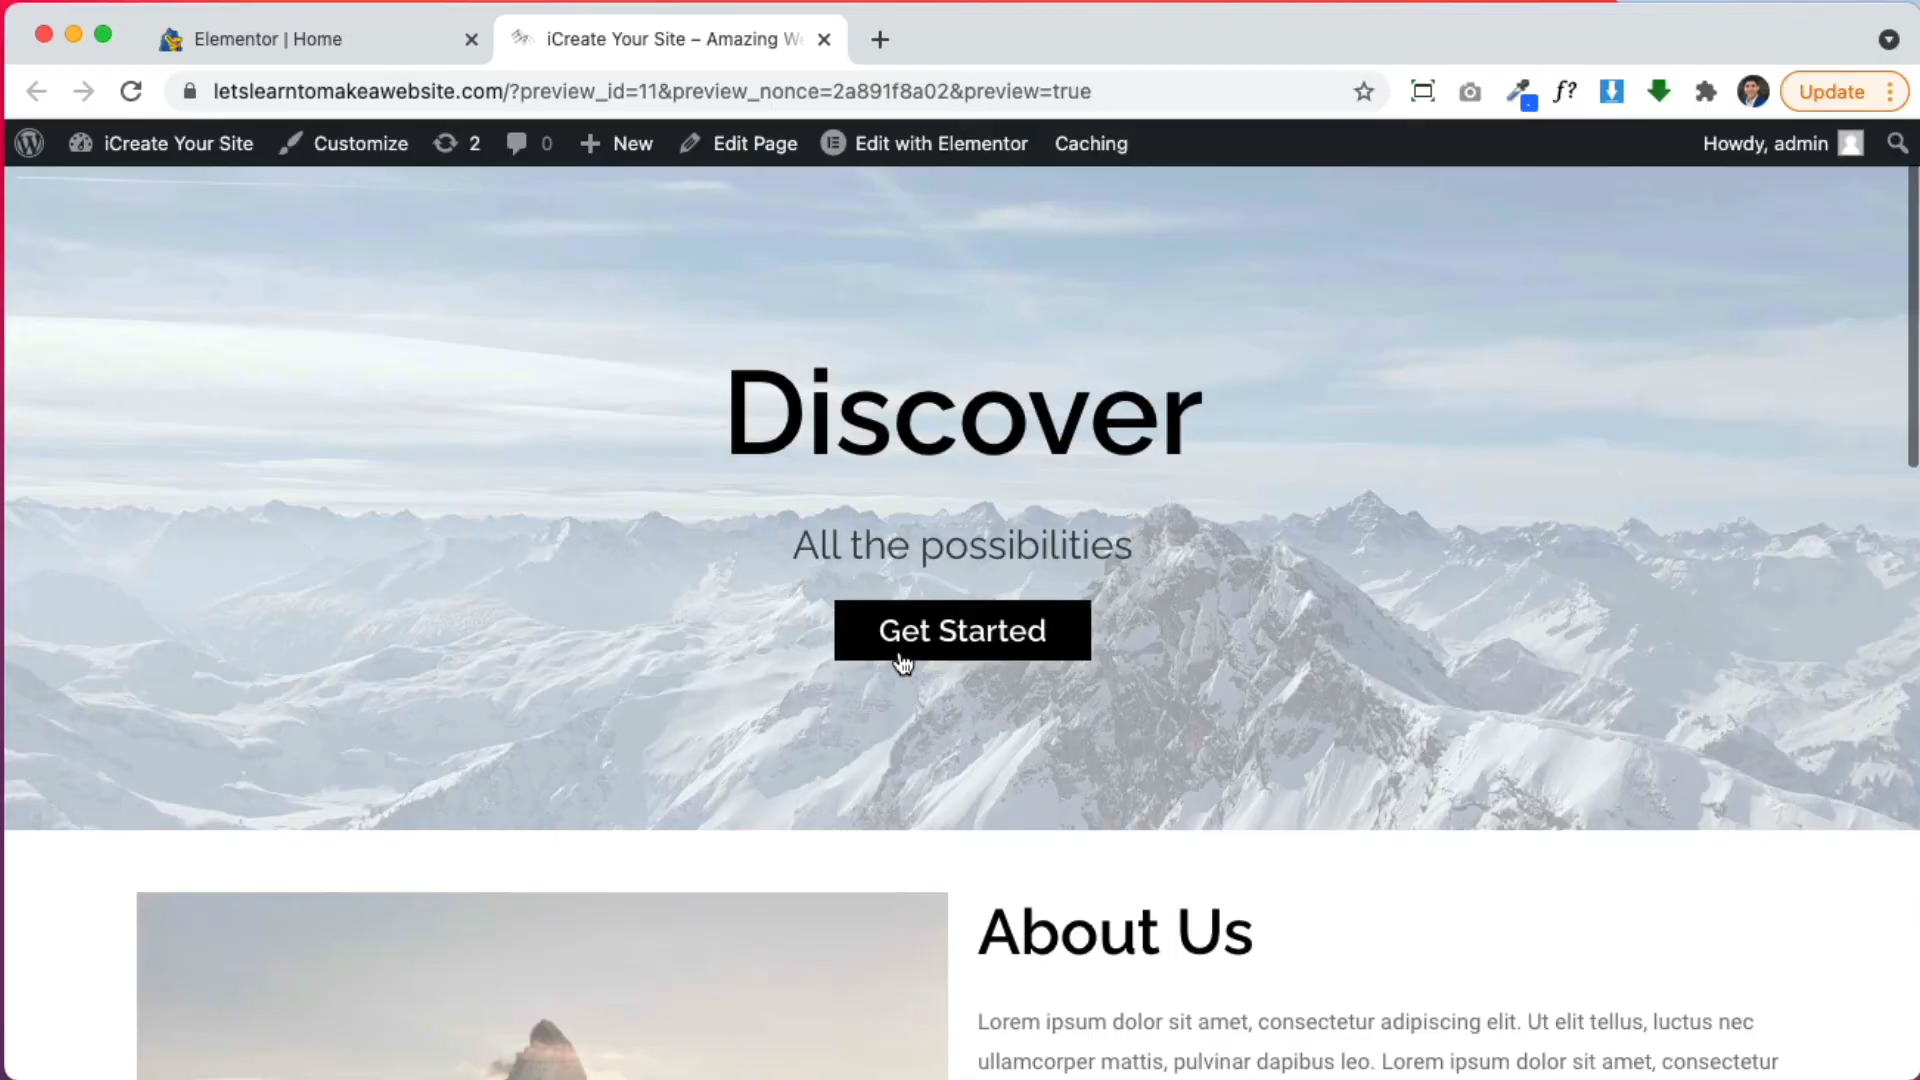 Elementor | Home
iCreate Your Site – Amazing We
letslearntomakeawebsite.com/?preview_id=11&preview_nonce=2a891f8a02&preview=true
f?
Update
iCreate Your Site
Customize
2
0
New
Edit Page
Edit with Elementor
Caching
Howdy, admin
Discover
All the possibilities
Get Started
About Us
Lorem ipsum dolor sit amet, consectetur adipiscing elit. Ut elit tellus, luctus nec
ullamcorper mattis, pulvinar dapibus leo. Lorem ipsum dolor sit amet, consectetur